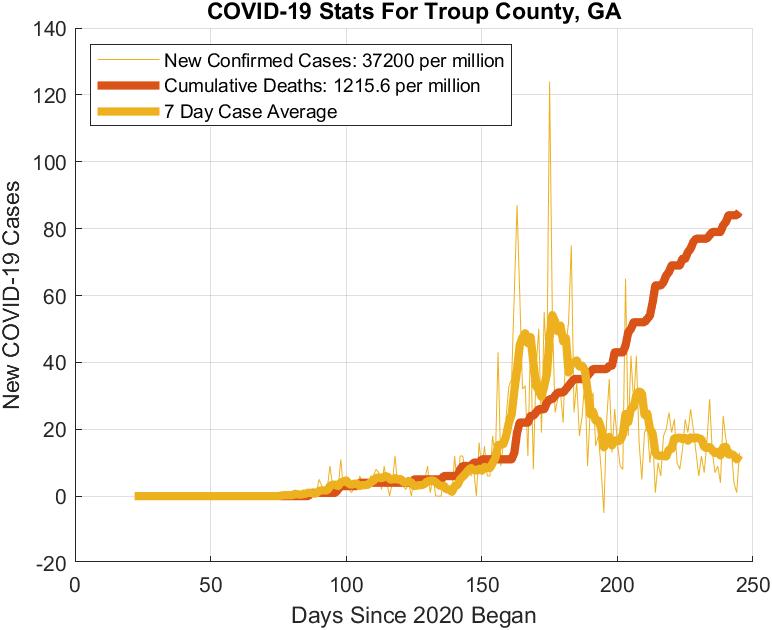 COVID-19 Stats For Troup County, GA
140
120
100
80
60
40
20
0
-20
New Confirmed Cases: 37200 per million
Cumulative Deaths: 1215.6 per million
7 Day Case Average
New COVID-19 Cases
0 50 100 150 200 250
Days Since 2020 Began